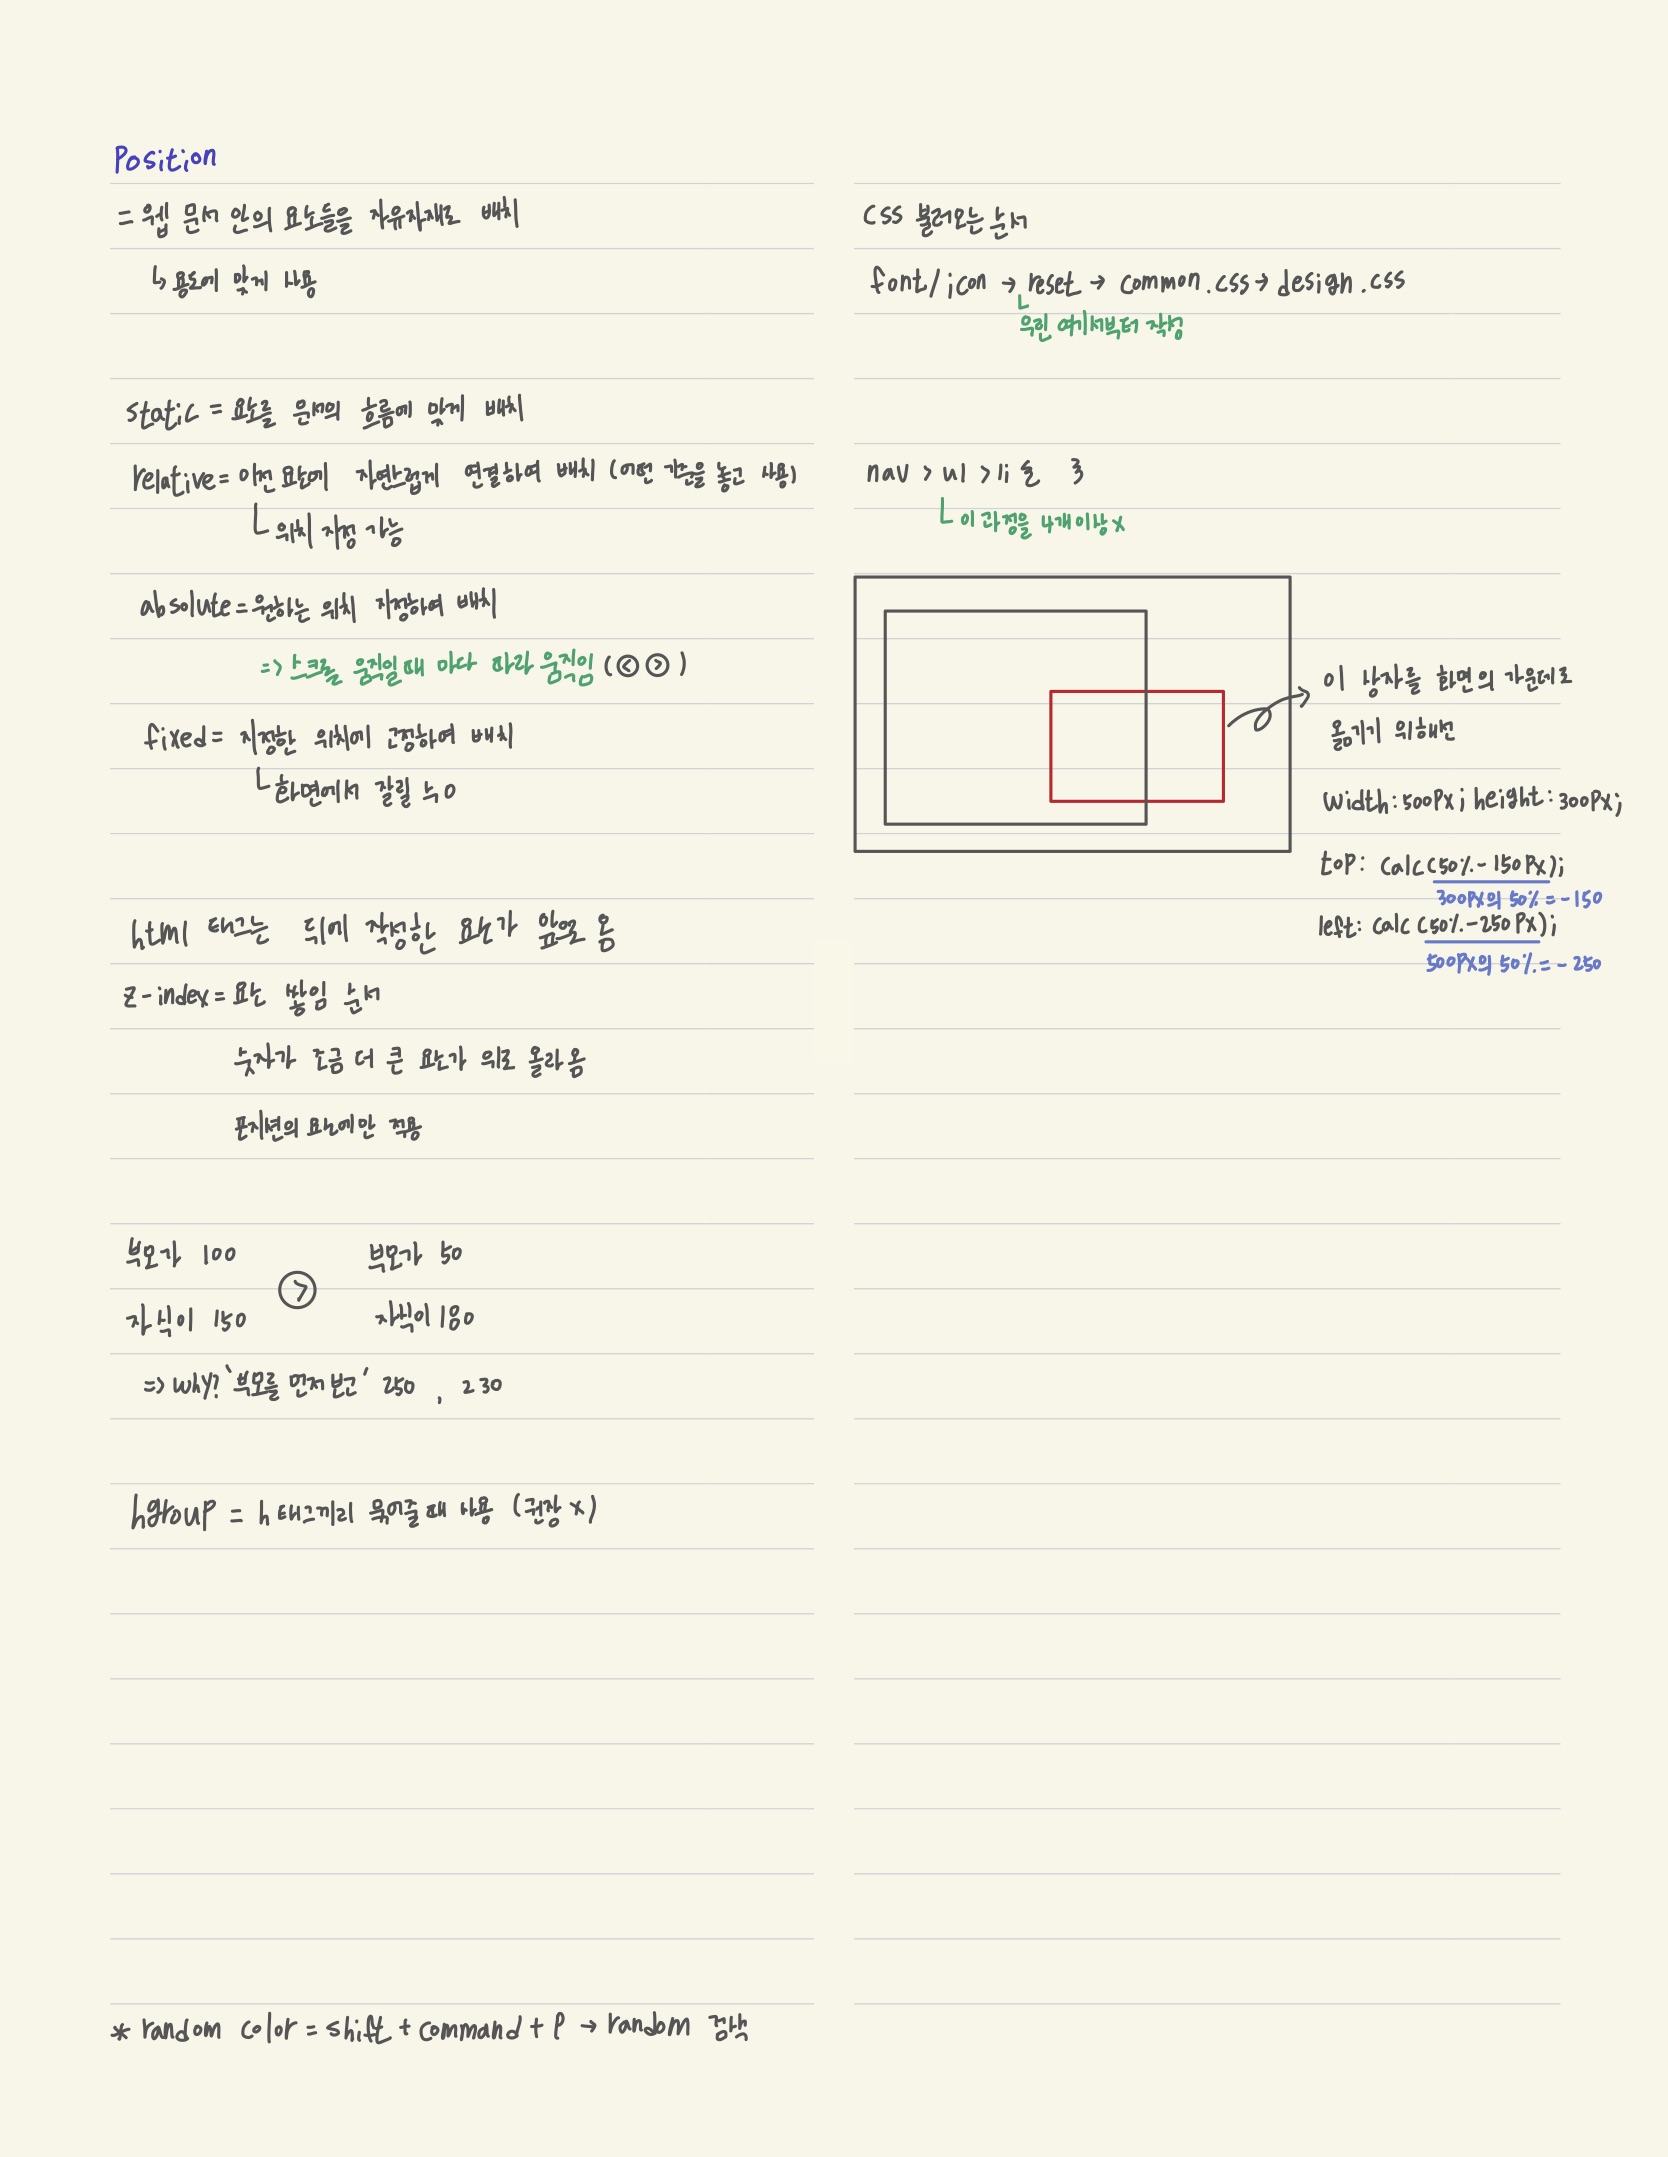 Position
= 웹 문서 안의 요소들을 자유자재로 배치
↳ 용도에 맞게 사용
static = 요소를 문서의 흐름에 맞게 배치
relative = 이전 요소에 자연스럽게 연결하여 배치 (어떤 기준을 놓고 사용)
ㄴ 위치 지정 가능
absolute = 원하는 위치 지정하여 배치
=> 스크롤 움직일때 마다 따라 움직임 (< >)
fixed = 지정한 위치에 고정하여 배치
ㄴ 화면에서 잘릴 수 o
html 태그는 뒤에 작성한 요소가 앞으로 옴
z-index = 요소 쌓임 순서
숫자가 조금 더 큰 요소가 위로 올라옴
포지션의 요소에만 적용
부모가 100 부모가 50
>
자식이 150 자식이 180
=> why? '부모를 먼저 보고' 250 , 230
hgroup = h 태그끼리 묶어줄때 사용 (권장 x)
* random color = shift + command + P → random 검색
CSS 불러오는 순서
font/icon → reset → common.css → design.css
ㄴ 우린 여기서부터 작성
nav > ul > li 은 3
ㄴ 이 과정을 4개이상 x
이 상자를 화면의 가운데로
옮기기 위해선
width: 500px; height: 300px;
top: calc(50% - 150px);
300px의 50% = -150
left: calc(50% - 250px);
500px의 50% = -250